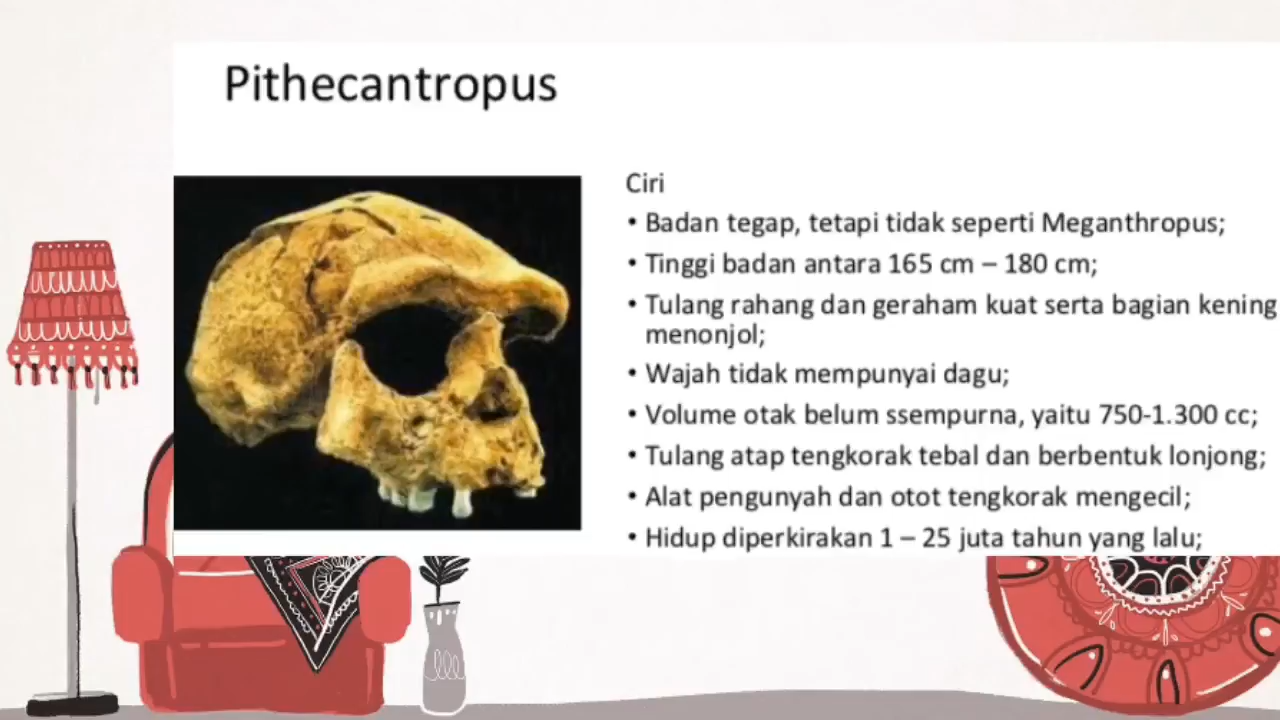 Pithecantropus
Ciri
• Badan tegap, tetapi tidak seperti Meganthropus;
• Tinggi badan antara 165 cm – 180 cm;
• Tulang rahang dan geraham kuat serta bagian kening
menonjol;
• Wajah tidak mempunyai dagu;
• Volume otak belum ssempurna, yaitu 750-1.300 cc;
• Tulang atap tengkorak tebal dan berbentuk lonjong;
• Alat pengunyah dan otot tengkorak mengecil;
• Hidup diperkirakan 1 – 25 juta tahun yang lalu;